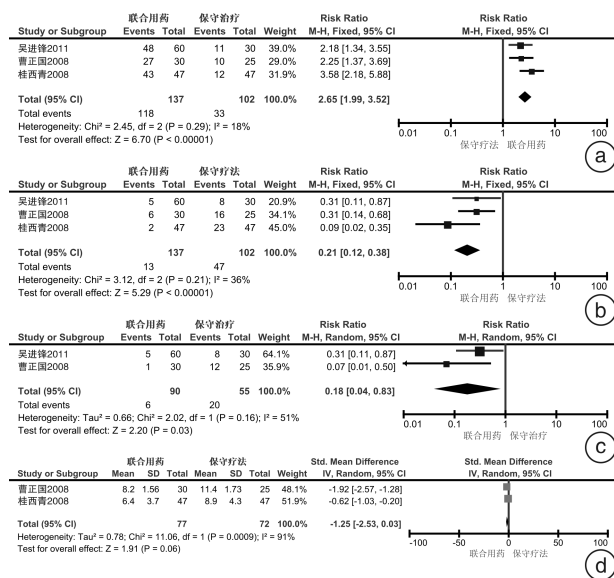 联合用药 保守治疗 Risk Ratio Risk Ratio
Study or Subgroup Events Total Events Total Weight M-H, Fixed, 95% CI M-H, Fixed, 95% CI
吴进锋2011 48 60 11 30 39.0% 2.18 [1.34, 3.55]
曹正国2008 27 30 10 25 29.1% 2.25 [1.37, 3.69]
桂西青2008 43 47 12 47 31.9% 3.58 [2.18, 5.88]
Total (95% CI) 137 102 100.0% 2.65 [1.99, 3.52]
Total events 118 33
Heterogeneity: Chi² = 2.45, df = 2 (P = 0.29); I² = 18%
Test for overall effect: Z = 6.70 (P < 0.00001)
0.01 0.1 1 10 100
保守疗法 联合用药
a
联合用药 保守疗法 Risk Ratio Risk Ratio
Study or Subgroup Events Total Events Total Weight M-H, Fixed, 95% CI M-H, Fixed, 95% CI
吴进锋2011 5 60 8 30 20.9% 0.31 [0.11, 0.87]
曹正国2008 6 30 16 25 34.1% 0.31 [0.14, 0.68]
桂西青2008 2 47 23 47 45.0% 0.09 [0.02, 0.35]
Total (95% CI) 137 102 100.0% 0.21 [0.12, 0.38]
Total events 13 47
Heterogeneity: Chi² = 3.12, df = 2 (P = 0.21); I² = 36%
Test for overall effect: Z = 5.29 (P < 0.00001)
0.01 0.1 1 10 100
联合用药 保守疗法
b
联合用药 保守治疗 Risk Ratio Risk Ratio
Study or Subgroup Events Total Events Total Weight M-H, Random, 95% CI M-H, Random, 95% CI
吴进锋2011 5 60 8 30 64.1% 0.31 [0.11, 0.87]
曹正国2008 1 30 12 25 35.9% 0.07 [0.01, 0.50]
Total (95% CI) 90 55 100.0% 0.18 [0.04, 0.83]
Total events 6 20
Heterogeneity: Tau² = 0.66; Chi² = 2.02, df = 1 (P = 0.16); I² = 51%
Test for overall effect: Z = 2.20 (P = 0.03)
0.01 0.1 1 10 100
联合用药 保守治疗
c
联合用药 保守疗法 Std. Mean Difference Std. Mean Difference
Study or Subgroup Mean SD Total Mean SD Total Weight IV, Random, 95% CI IV, Random, 95% CI
曹正国2008 8.2 1.56 30 11.4 1.73 25 48.1% -1.92 [-2.57, -1.28]
桂西青2008 6.4 3.7 47 8.9 4.3 47 51.9% -0.62 [-1.03, -0.20]
Total (95% CI) 77 72 100.0% -1.25 [-2.53, 0.03]
Heterogeneity: Tau² = 0.78; Chi² = 11.06, df = 1 (P = 0.0009); I² = 91%
Test for overall effect: Z = 1.91 (P = 0.06)
-100 -50 0 50 100
联合用药 保守疗法
d